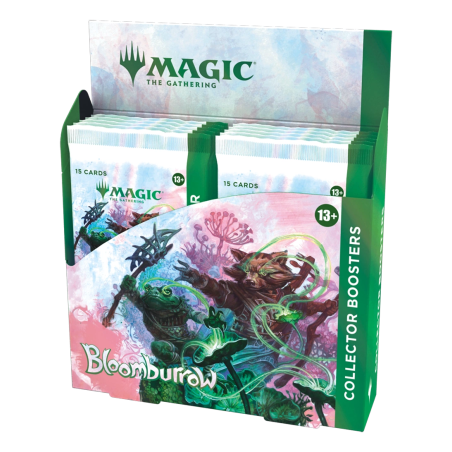 MAGIC
THE GATHERING
15 CARDS
13+
MAGIC
THE GATHERING
R
15 CARDS
13+
13+
Bloomburrow
COLLECTOR BOOSTERS